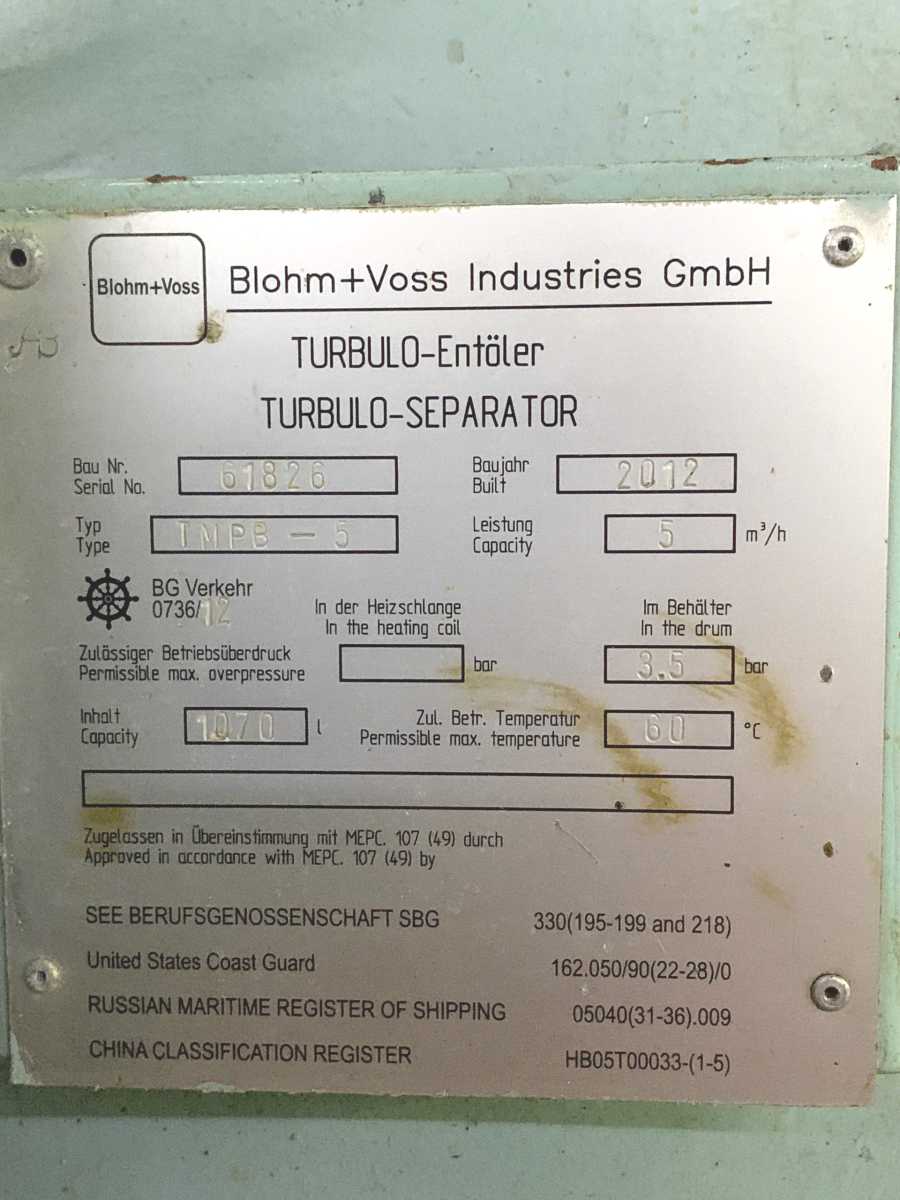 Blohm+Voss
Blohm+Voss Industries GmbH
TURBULO-Entöler
TURBULO-SEPARATOR
Bau Nr.
Serial No.
61826
Baujahr
Built
2012
Typ
Type
TMPB - 5
Leistung
Capacity
5 m³/h
BG Verkehr
0736/12
In der Heizschlange
In the heating coil
Im Behälter
In the drum
Zulässiger Betriebsüberdruck
Permissible max. overpressure
bar
3.5 bar
Inhalt
Capacity
1070 l
Zul. Betr. Temperatur
Permissible max. temperature
60 °C
Zugelassen in Übereinstimmung mit MEPC. 107 (49) durch
Approved in accordance with MEPC. 107 (49) by
SEE BERUFSGENOSSENSCHAFT SBG 330(195-199 and 218)
United States Coast Guard 162.050/90(22-28)/0
RUSSIAN MARITIME REGISTER OF SHIPPING 05040(31-36).009
CHINA CLASSIFICATION REGISTER HB05T00033-(1-5)